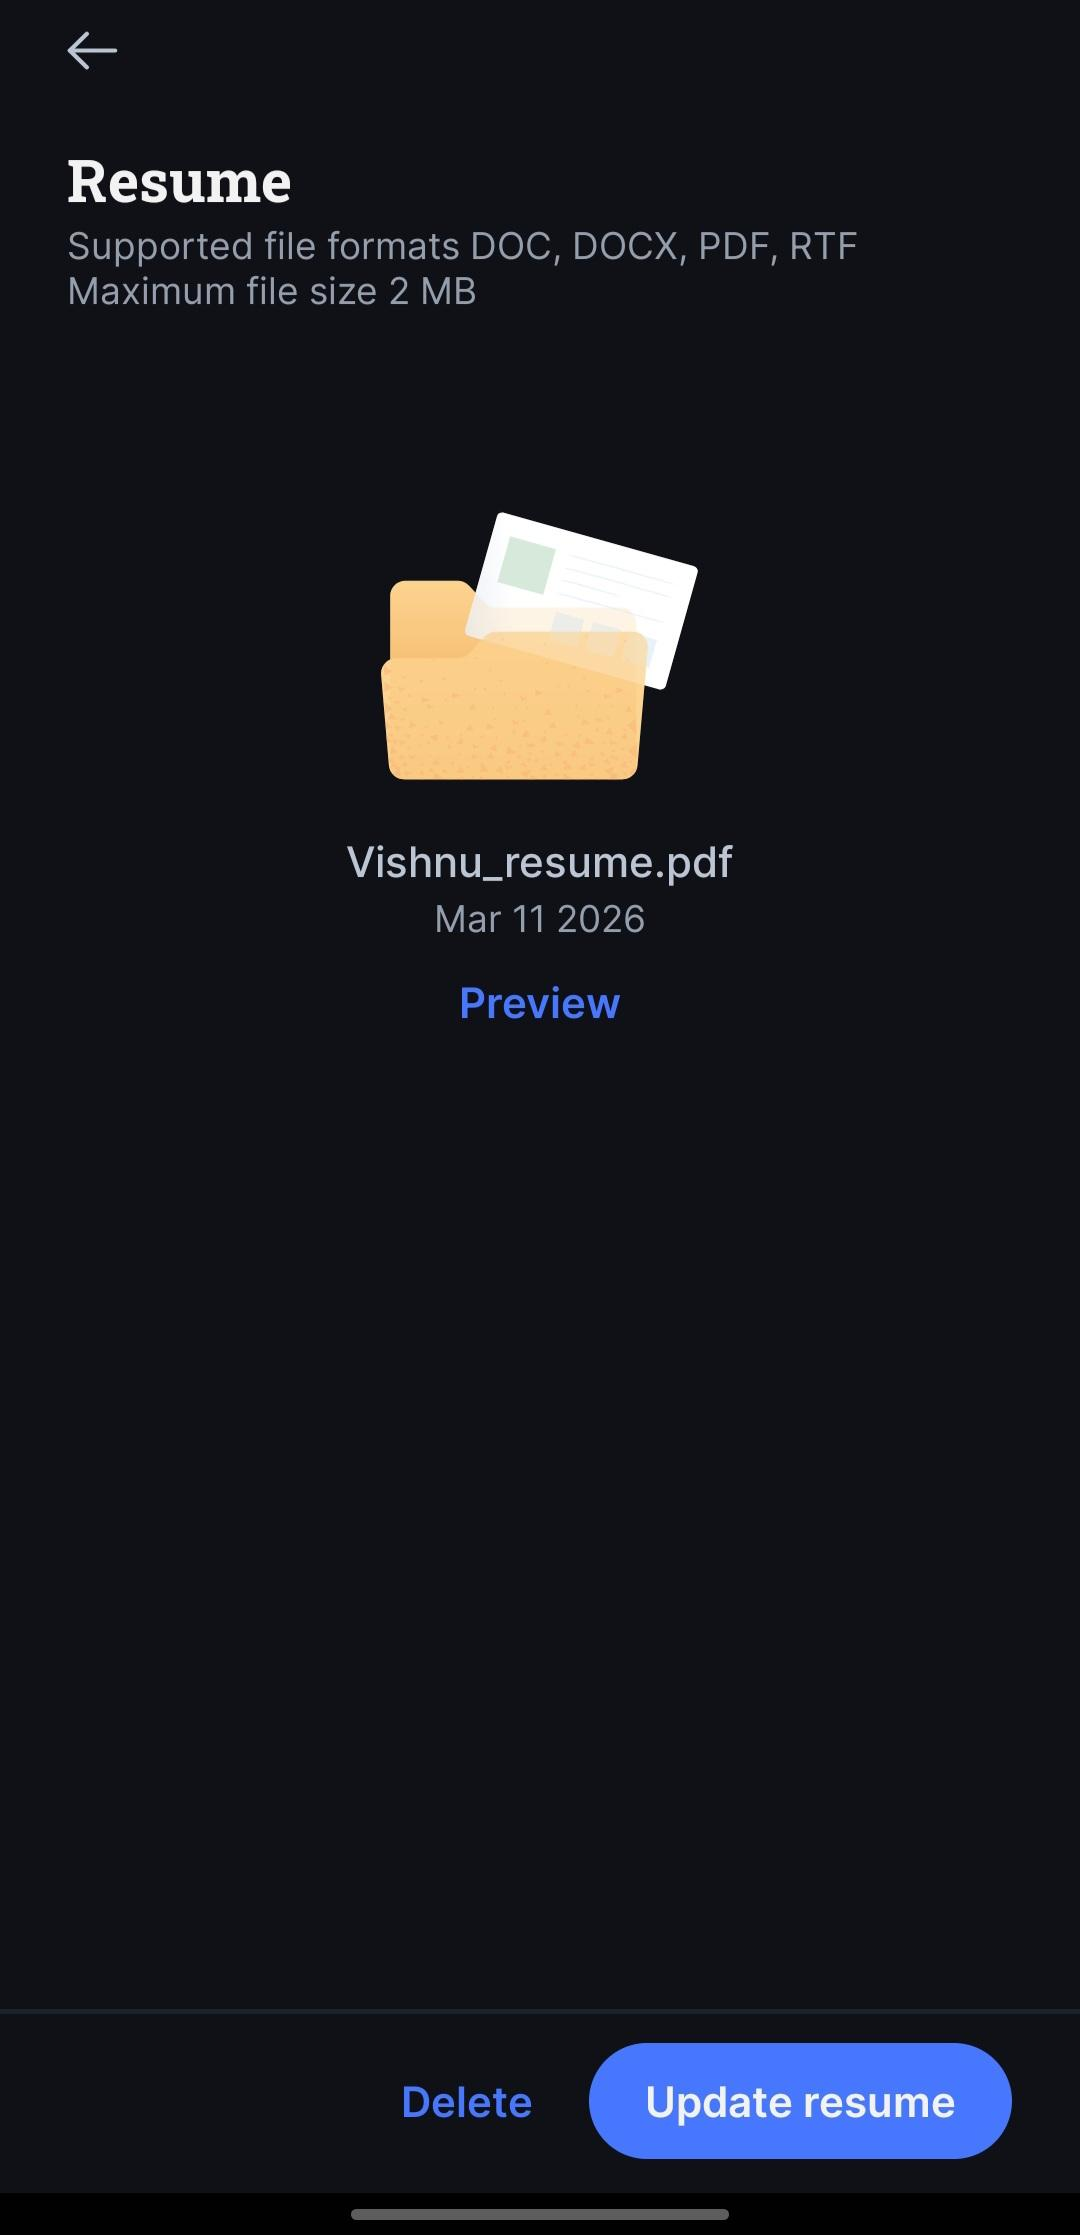 Resume
Supported file formats DOC, DOCX, PDF, RTF
Maximum file size 2 MB
Vishnu_resume.pdf
Mar 11 2026
Preview
Delete
Update resume